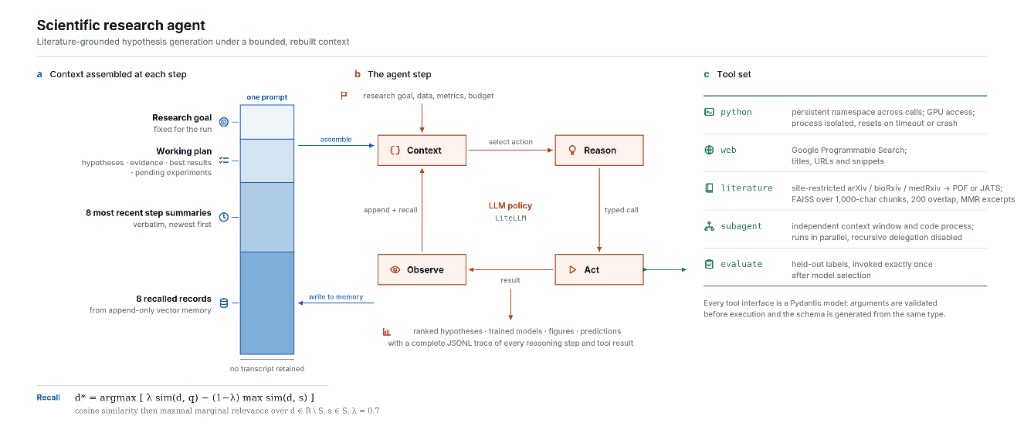 Scientific research agent
Literature-grounded hypothesis generation under a bounded, rebuilt context
a Context assembled at each step
one prompt
Research goal
fixed for the run
Working plan
hypotheses · evidence · best results
· pending experiments
8 most recent step summaries
verbatim, newest first
8 recalled records
from append-only vector memory
no transcript retained
assemble
write to memory
b The agent step
research goal, data, metrics, budget
{} Context
select action
Reason
append + recall
LLM policy
LiteLLM
typed call
Observe
result
Act
ranked hypotheses · trained models · figures · predictions
with a complete JSONL trace of every reasoning step and tool result
c Tool set
python
persistent namespace across calls; GPU access;
process isolated, resets on timeout or crash
web
Google Programmable Search;
titles, URLs and snippets
literature
site-restricted arXiv / bioRxiv / medRxiv → PDF or JATS;
FAISS over 1,000-char chunks, 200 overlap, MMR excerpts
subagent
independent context window and code process;
runs in parallel, recursive delegation disabled
evaluate
held-out labels, invoked exactly once
after model selection
Every tool interface is a Pydantic model: arguments are validated
before execution and the schema is generated from the same type.
Recall d* = argmax [ λ sim(d, q) − (1−λ) max sim(d, s) ]
cosine similarity then maximal marginal relevance over d ∈ R \ S, s ∈ S, λ = 0.7